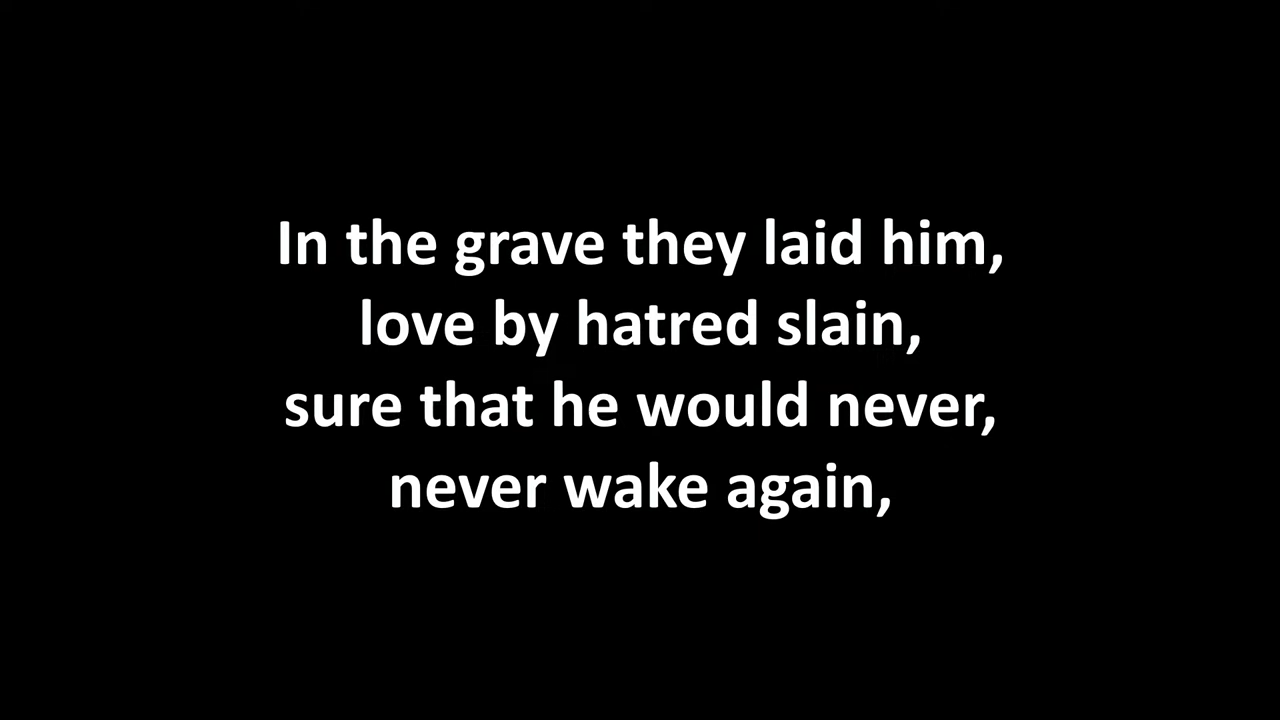 In the grave they laid him,
love by hatred slain,
sure that he would never,
never wake again,